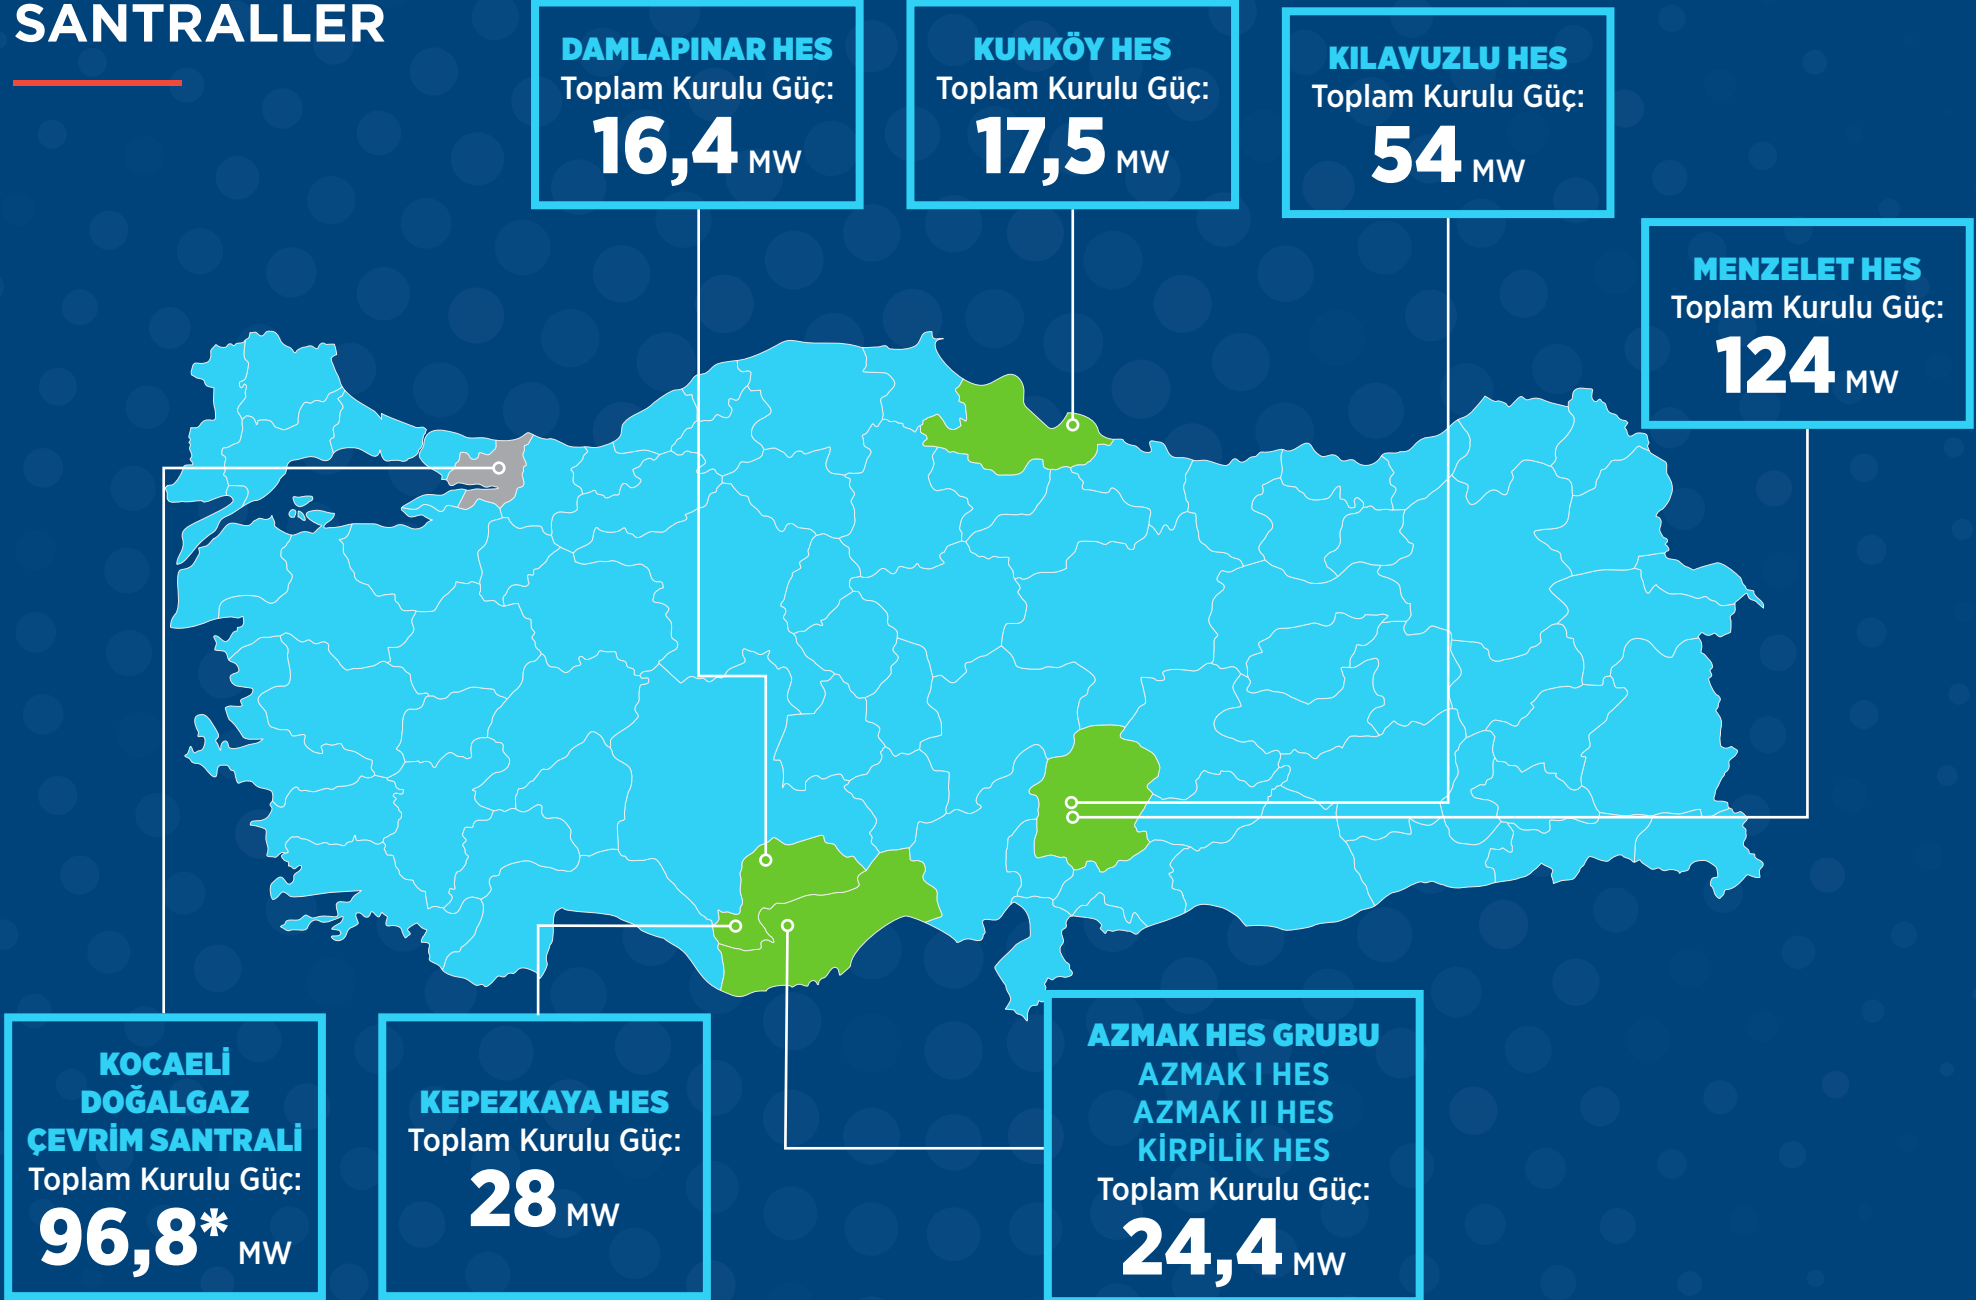 SANTRALLER
DAMLAPINAR HES
Toplam Kurulu Güç:
16,4 MW
KUMKÖY HES
Toplam Kurulu Güç:
17,5 MW
KILAVUZLU HES
Toplam Kurulu Güç:
54 MW
MENZELET HES
Toplam Kurulu Güç:
124 MW
KOCAELİ
DOĞALGAZ
ÇEVRİM SANTRALİ
Toplam Kurulu Güç:
96,8* MW
KEPEZKAYA HES
Toplam Kurulu Güç:
28 MW
AZMAK HES GRUBU
AZMAK I HES
AZMAK II HES
KİRPİLİK HES
Toplam Kurulu Güç:
24,4 MW